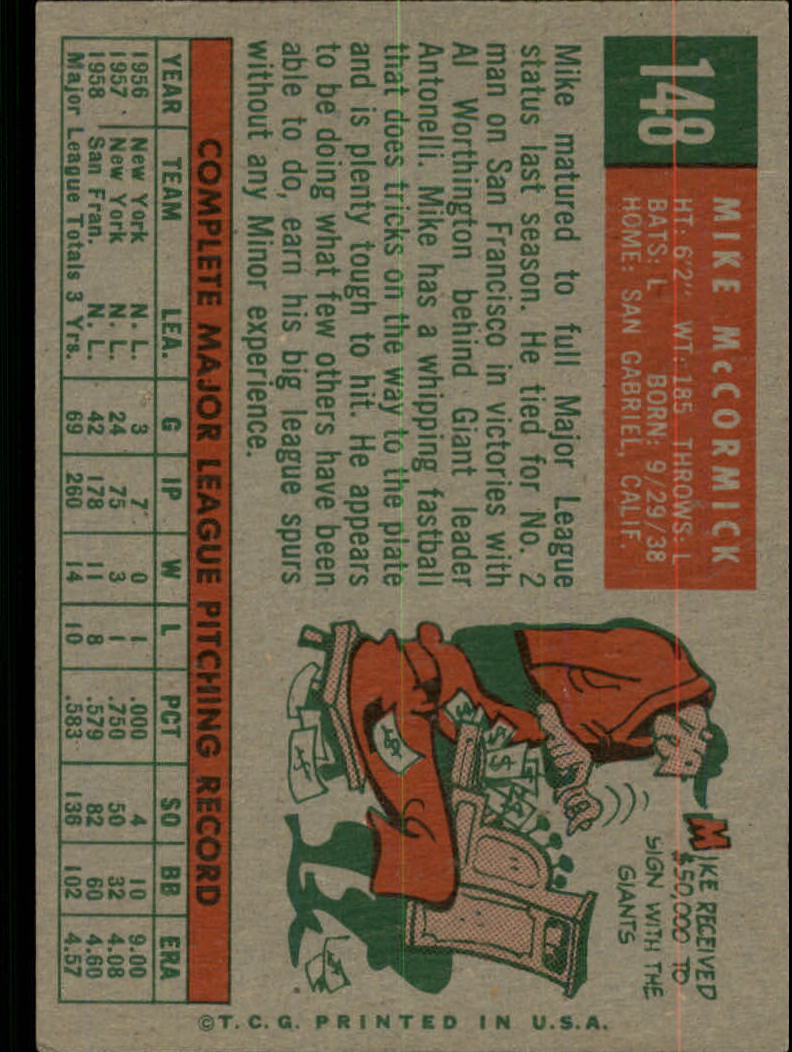 148
MIKE McCORMICK
HT: 6'2" WT: 185 THROWS: L
BATS: L BORN: 9/29/38
HOME: SAN GABRIEL, CALIF.
Mike matured to full Major League
status last season. He tied for No. 2
man on San Francisco in victories with
Al Worthington behind Giant leader
Antonelli. Mike has a whipping fastball
that does tricks on the way to the plate
and is plenty tough to hit. He appears
to be doing what few others have been
able to do, earn his big league spurs
without any Minor experience.
MIKE RECEIVED
$50,000 TO
SIGN WITH THE
GIANTS
COMPLETE MAJOR LEAGUE PITCHING RECORD
YEAR TEAM LEA. G IP W L PCT SO BB ERA
1956 New York N. L. 3 7 0 1 .000 4 10 9.00
1957 New York N. L. 24 75 3 1 .750 50 32 4.08
1958 San Fran. N. L. 42 178 11 8 .579 82 60 4.60
Major League Totals 3 Yrs. 69 260 14 10 .583 136 102 4.57
©T. C. G. PRINTED IN U.S.A.